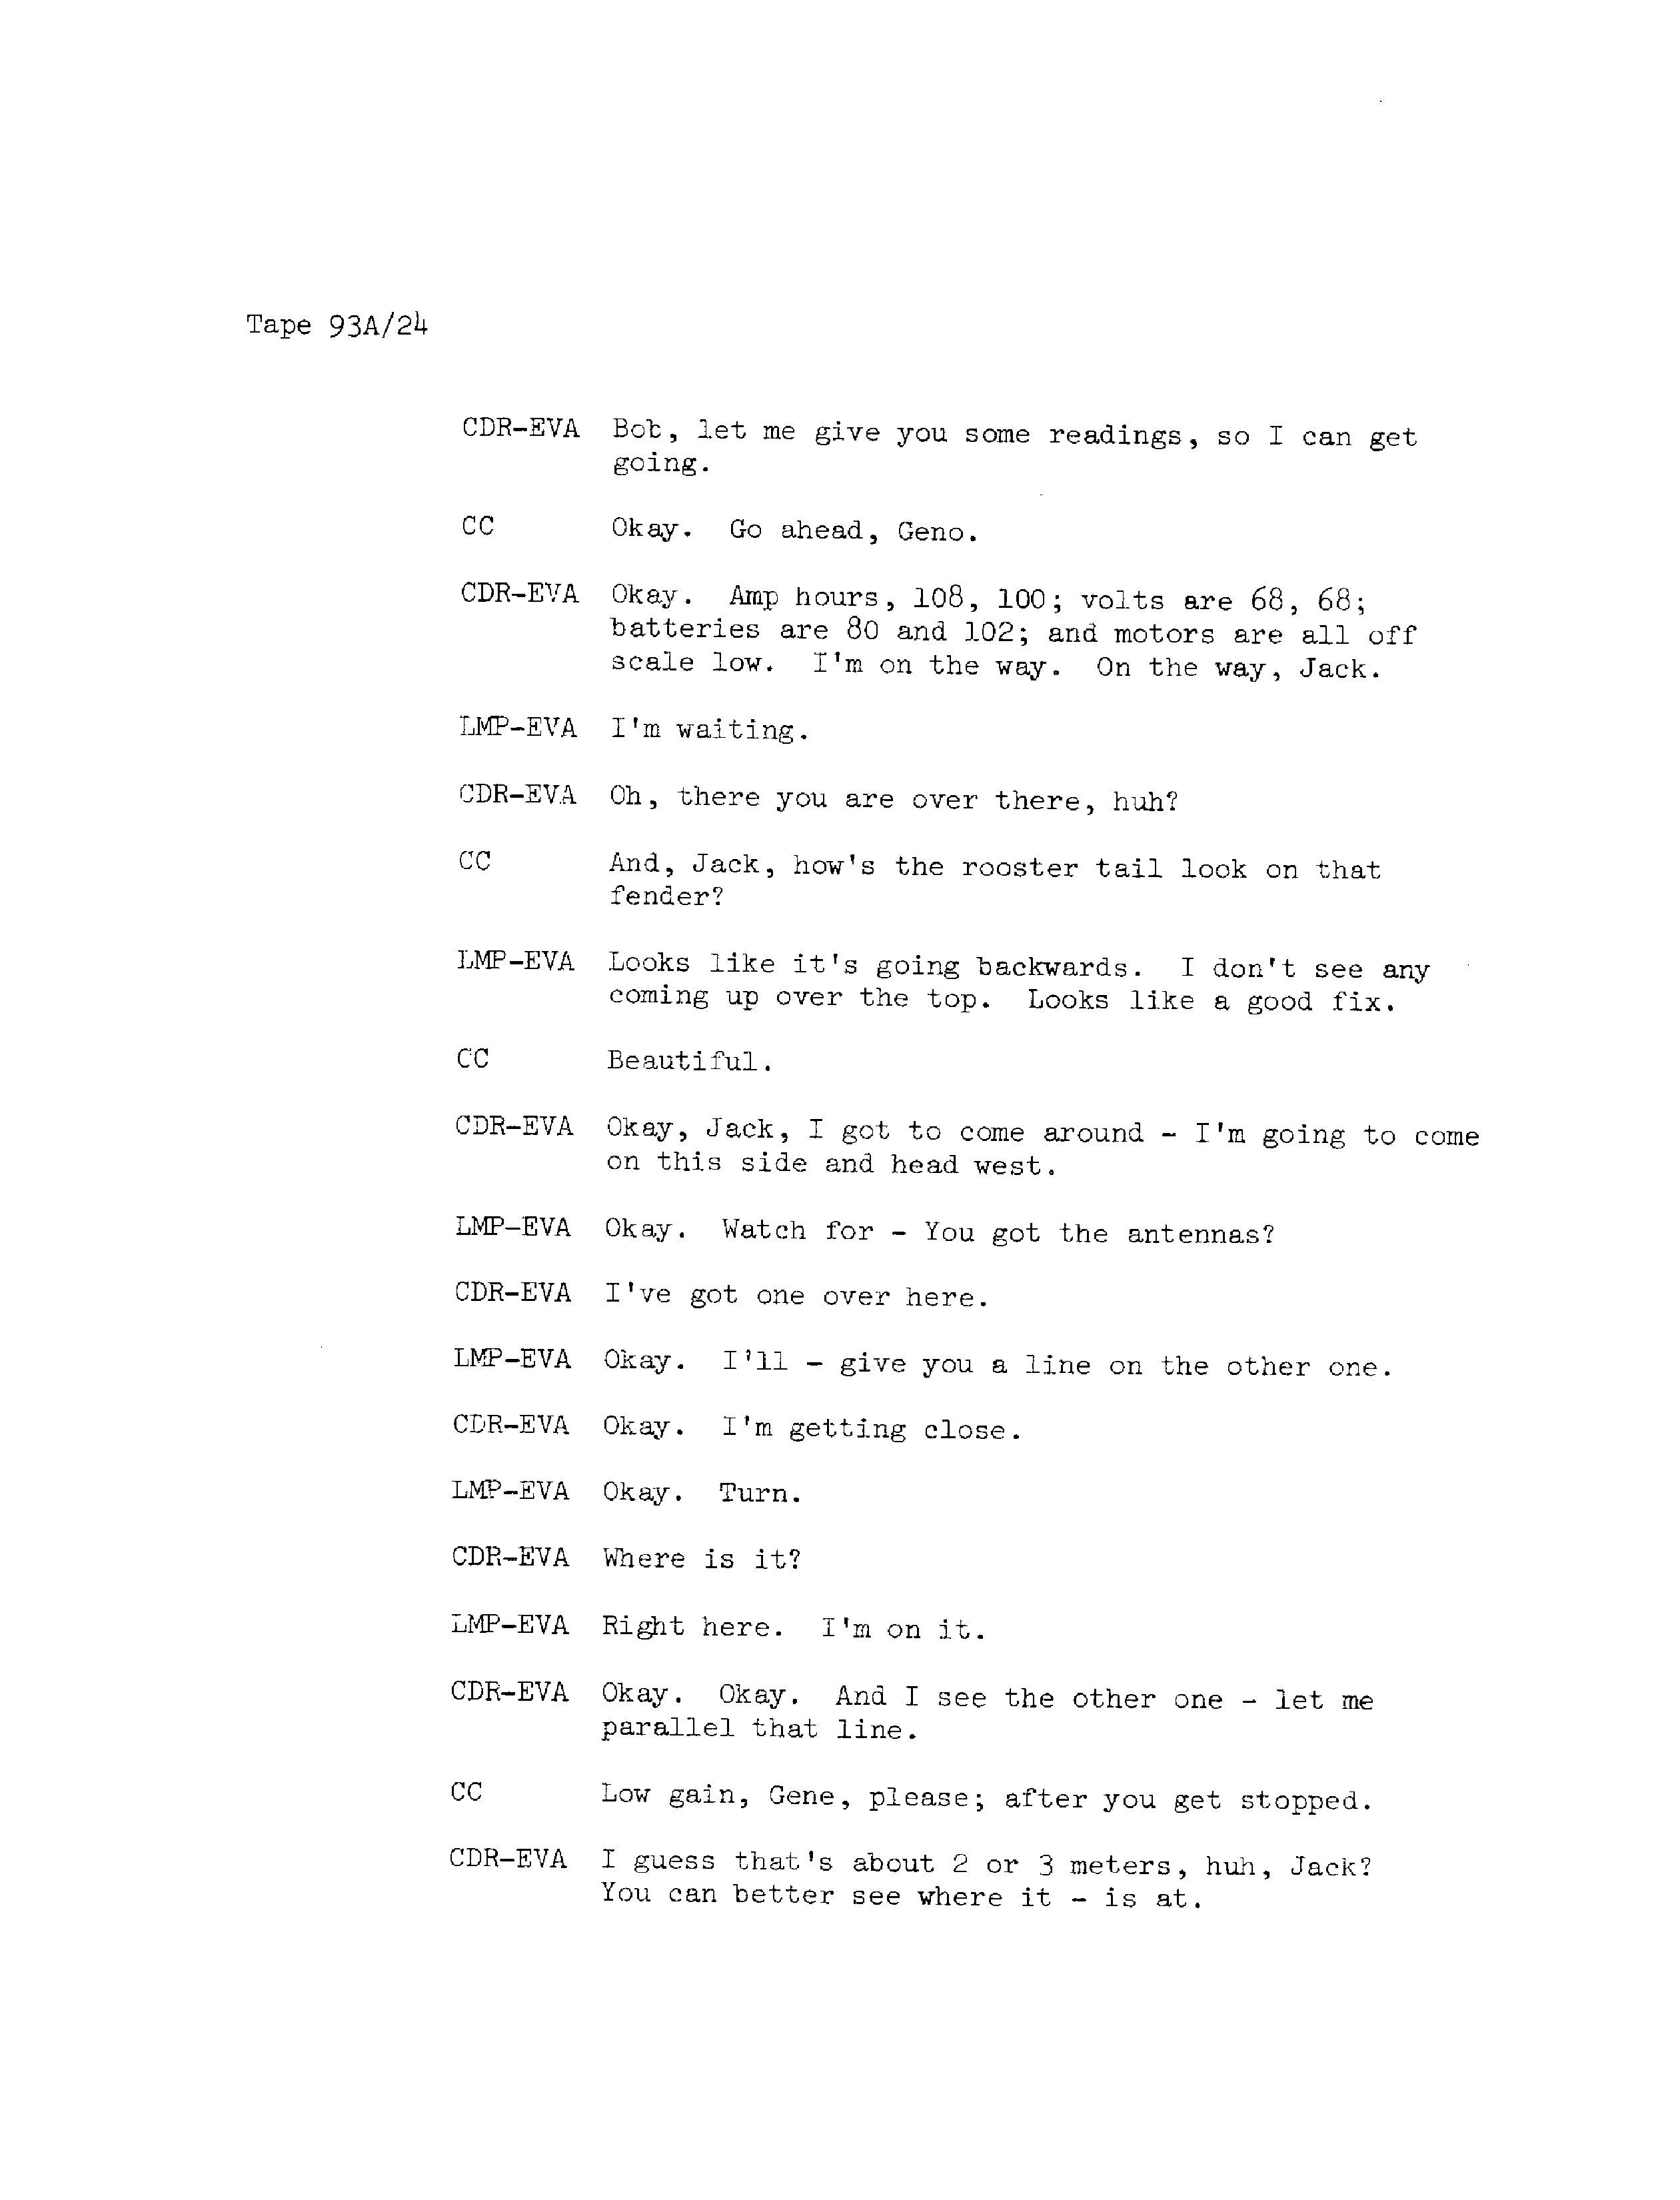 Tape 93A/24
CDR-EVA Bob, let me give you some readings, so I can get
going.
CC Okay. Go ahead, Geno.
CDR-EVA Okay. Amp hours, 108, 100; volts are 68, 68;
batteries are 80 and 102; and motors are all off
scale low. I'm on the way. On the way, Jack.
LMP-EVA I'm waiting.
CDR-EVA Oh, there you are over there, huh?
CC And, Jack, how's the rooster tail look on that
fender?
LMP-EVA Looks like it's going backwards. I don't see any
coming up over the top. Looks like a good fix.
CC Beautiful.
CDR-EVA Okay, Jack, I got to come around - I'm going to come
on this side and head west.
LMP-EVA Okay. Watch for - You got the antennas?
CDR-EVA I've got one over here.
LMP-EVA Okay. I'll - give you a line on the other one.
CDR-EVA Okay. I'm getting close.
LMP-EVA Okay. Turn.
CDR-EVA Where is it?
LMP-EVA Right here. I'm on it.
CDR-EVA Okay. Okay. And I see the other one - let me
parallel that line.
CC Low gain, Gene, please; after you get stopped.
CDR-EVA I guess that's about 2 or 3 meters, huh, Jack?
You can better see where it - is at.